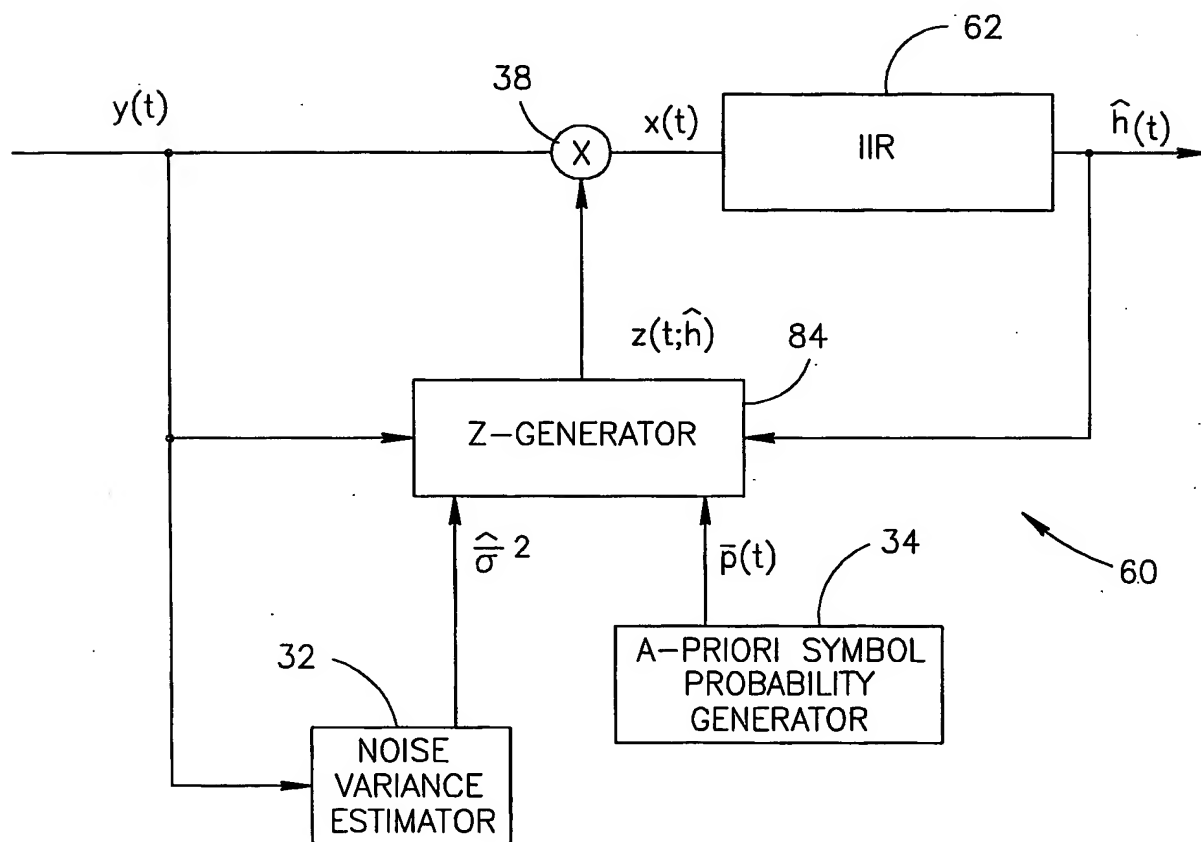 62
38
y(t)
x(t)
ĥ(t)
X
IIR
z(t;ĥ)
84
Z-GENERATOR
σ̂ 2
p̄(t)
34
60
A-PRIORI SYMBOL
PROBABILITY
GENERATOR
32
NOISE
VARIANCE
ESTIMATOR